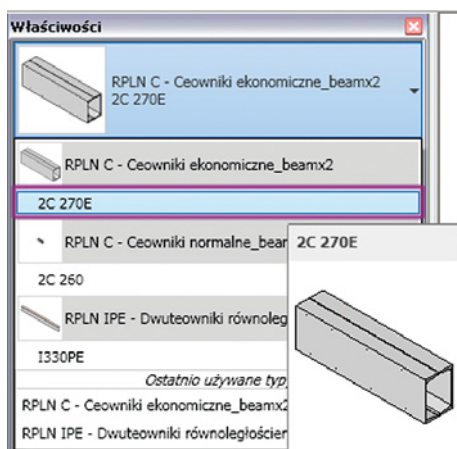 Właściwości
RPLN C - Ceowniki ekonomiczne_beamx2
2C 270E
RPLN C - Ceowniki ekonomiczne_beamx2
2C 270E
RPLN C - Ceowniki normalne_bear
2C 270E
2C 260
RPLN IPE - Dwuteowniki równoleg
I330PE
Ostatnio używane typ
RPLN C - Ceowniki ekonomiczne_beamx2
RPLN IPE - Dwuteowniki równoległościer